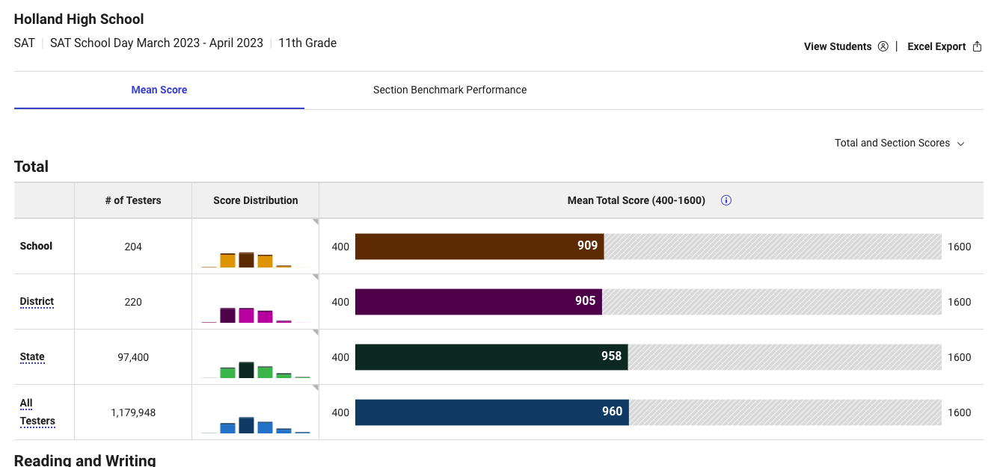 Holland High School
SAT | SAT School Day March 2023 - April 2023 | 11th Grade
View Students | Excel Export
Mean Score Section Benchmark Performance
Total and Section Scores
Total
# of Testers Score Distribution Mean Total Score (400-1600)
School 204 400 909 1600
District 220 400 905 1600
State 97,400 400 958 1600
All Testers 1,179,948 400 960 1600
Reading and Writing